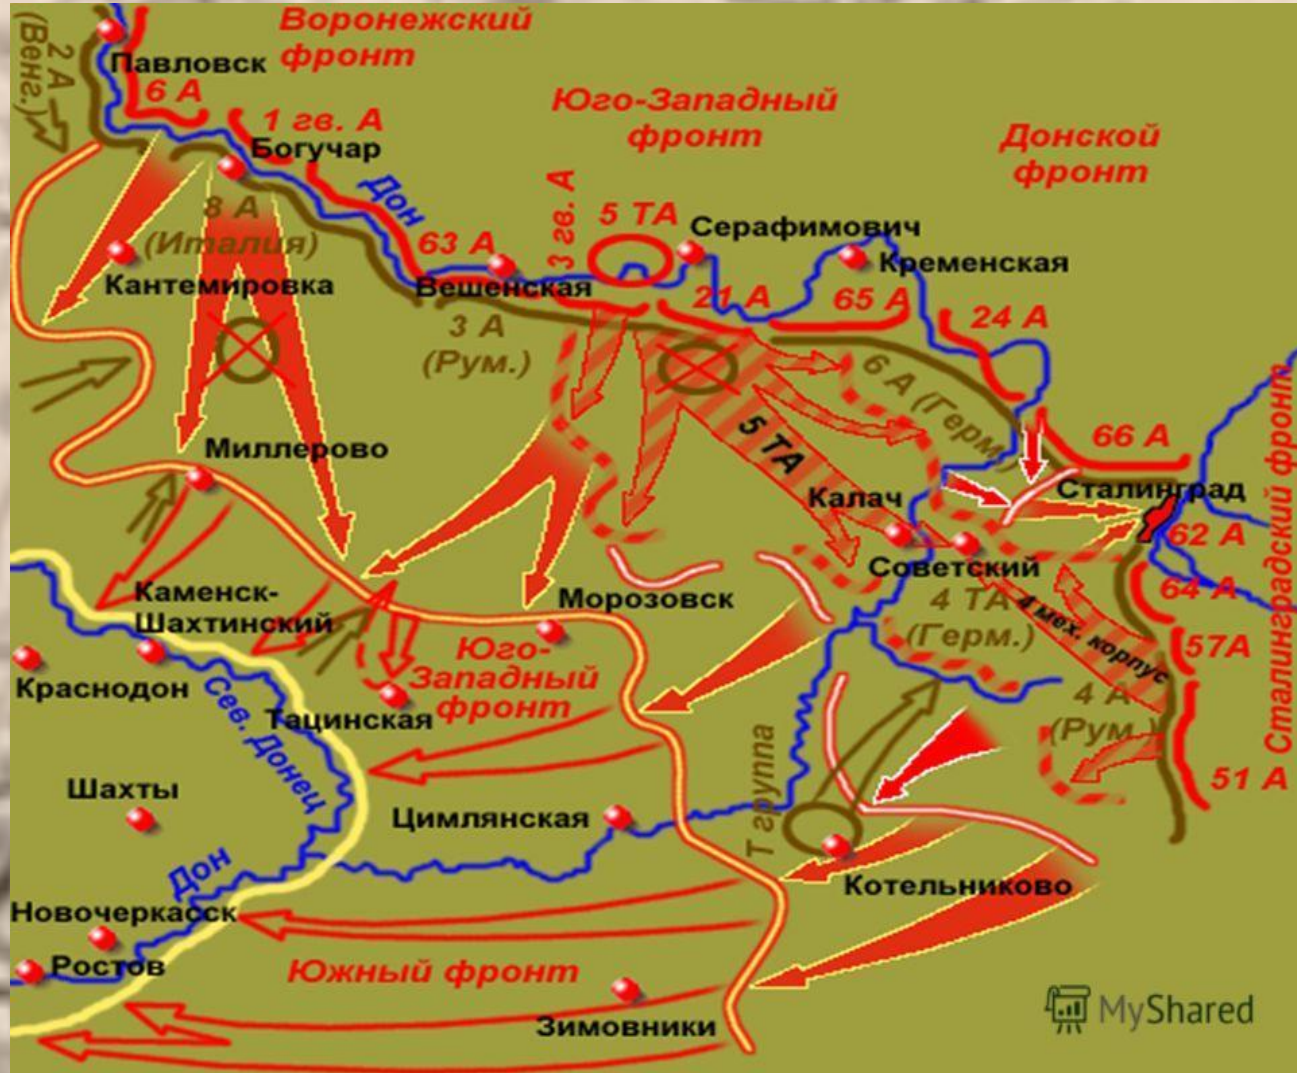 Воронежский
фронт
2 А
(Венг.)
Павловск
6 А
1 гв. А
Богучар
Юго-Западный
фронт
Донской
фронт
Дон
3 гв. А
5 ТА
Серафимович
8 А
(Италия)
63 А
Кременская
Кантемировка
Вешенская
21 А
65 А
24 А
3 А
(Рум.)
6 А (Герм.)
Сталинградский фронт
5 ТА
66 А
Миллерово
Калач
Сталинград
62 А
Советский
64 А
Каменск-
Шахтинский
Морозовск
4 ТА
(Герм.)
4 мех. корпус
57А
Юго-
Западный
фронт
Краснодон
Сев. Донец
Тацинская
4 А
(Рум.)
51 А
Шахты
Цимлянская
Т группа
Дон
Котельниково
Новочеркасск
Ростов
Южный фронт
Зимовники
MyShared